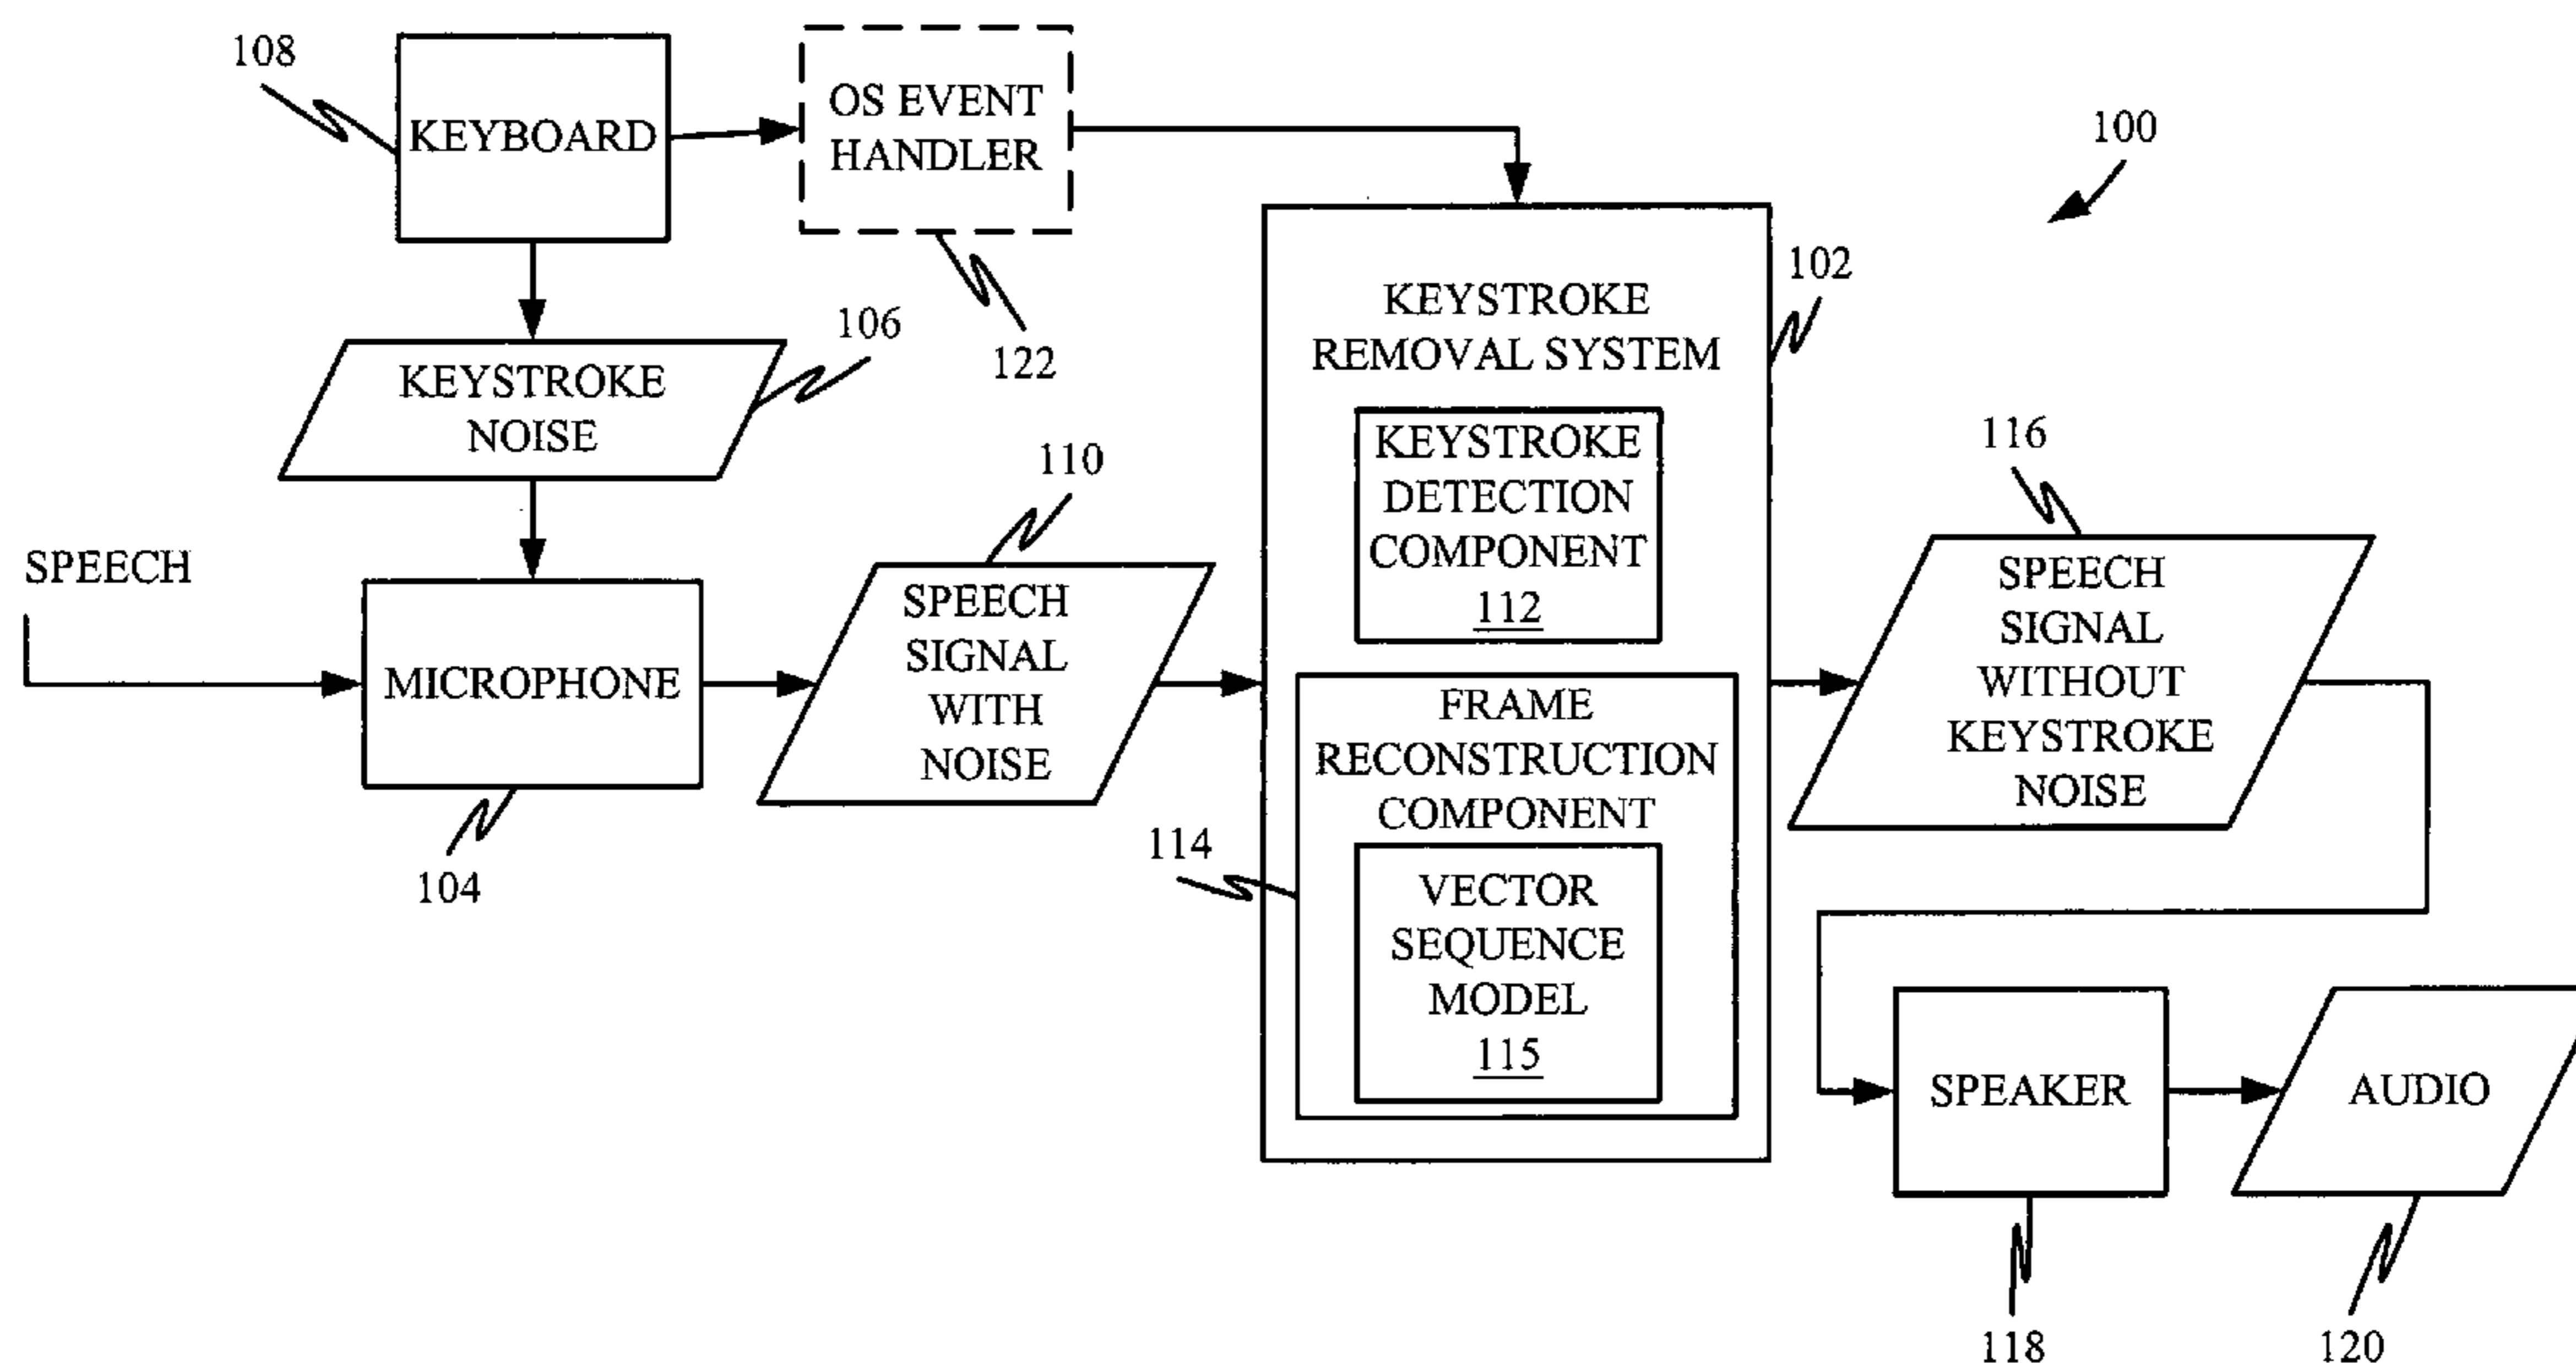 108
KEYBOARD
OS EVENT
HANDLER
122
100
KEYSTROKE
NOISE
106
SPEECH
MICROPHONE
104
110
SPEECH
SIGNAL
WITH
NOISE
102
KEYSTROKE
REMOVAL SYSTEM
KEYSTROKE
DETECTION
COMPONENT
112
FRAME
RECONSTRUCTION
COMPONENT
114
VECTOR
SEQUENCE
MODEL
115
116
SPEECH
SIGNAL
WITHOUT
KEYSTROKE
NOISE
SPEAKER
118
AUDIO
120